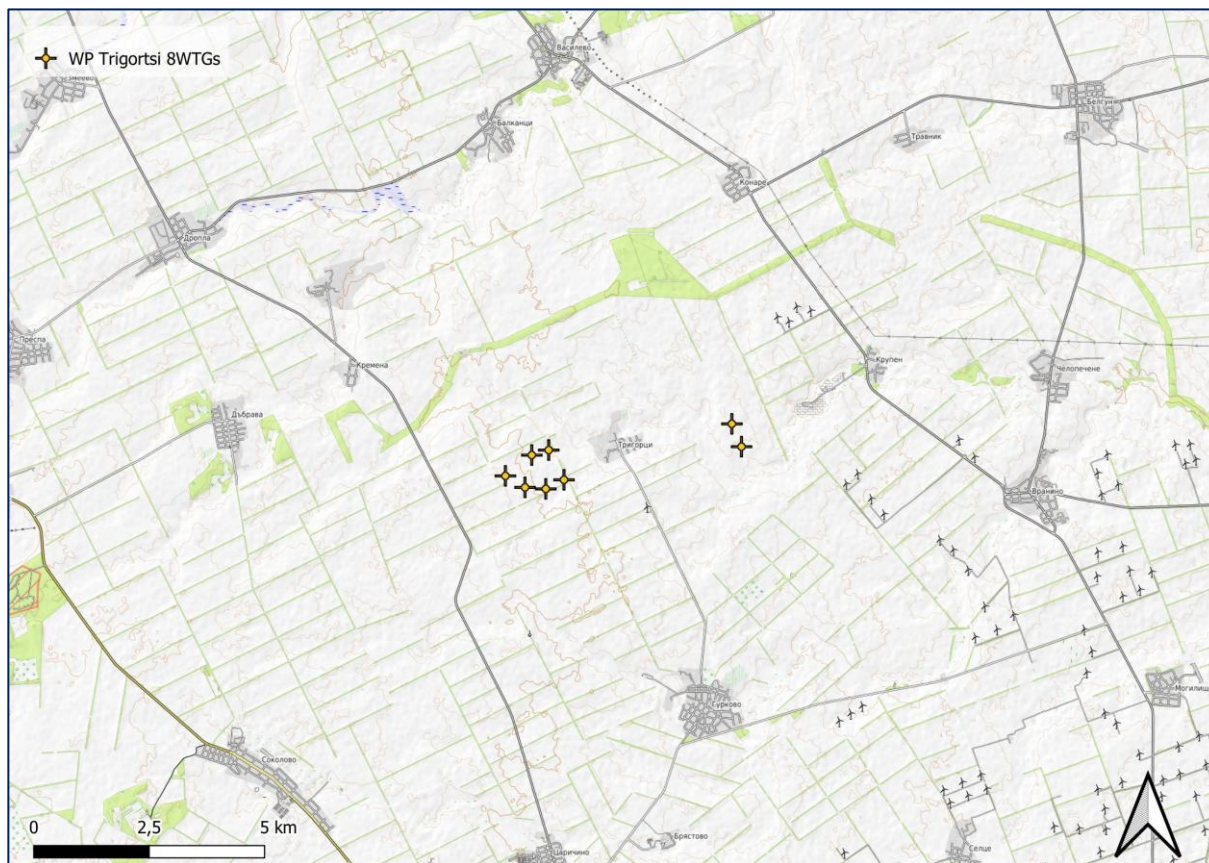 WP Trigortsi 8WTGs
Василево
Змеево
Белгун
Балканци
Травник
Конаре
Дропла
Преспа
Крупен
Челопечене
Кремена
Дъбрава
Тригорци
Вранино
Могилище
Гурково
Соколово
Брястово
Царичино
Селце
0 2,5 5 km